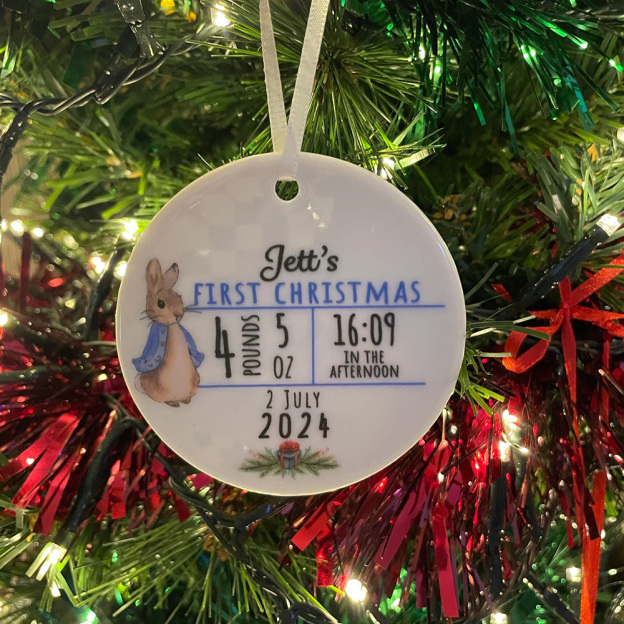 Jett's
FIRST CHRISTMAS
4 POUNDS 5 OZ
16:09
IN THE
AFTERNOON
2 JULY
2024